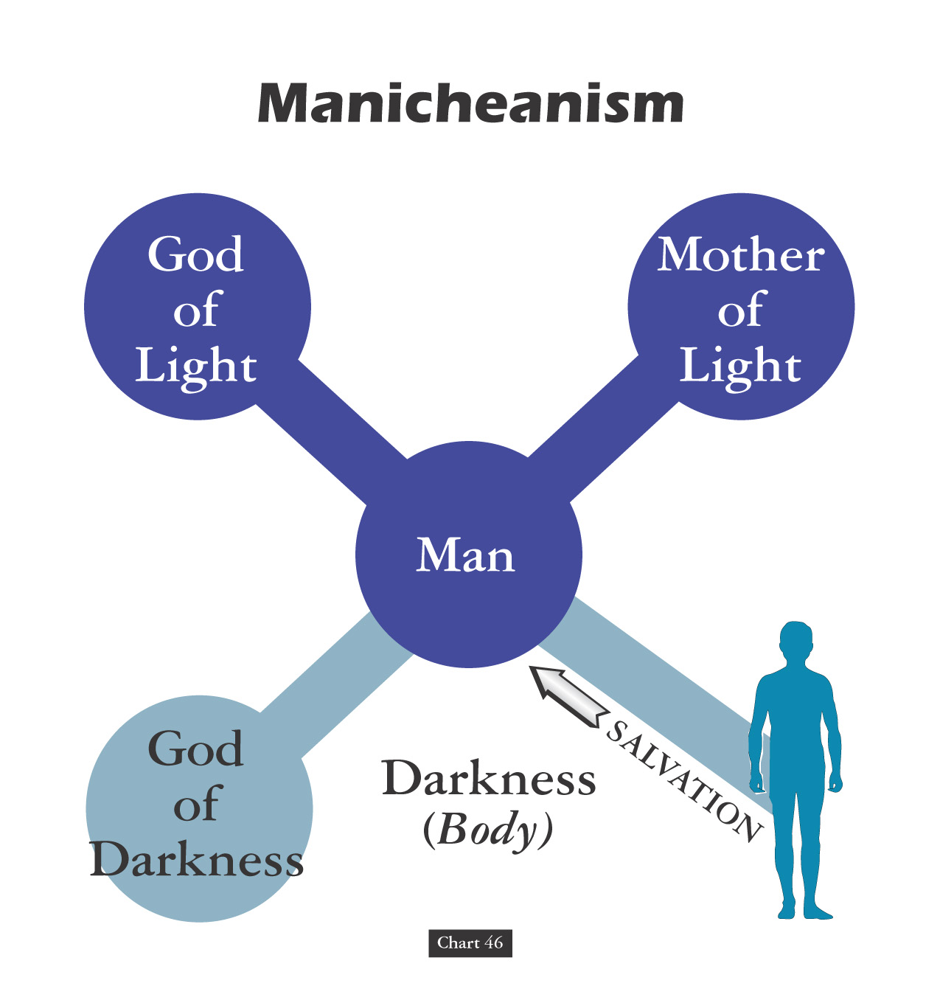 Manicheanism
God
of
Light
Mother
of
Light
Man
God
of
Darkness
Darkness
(Body)
SALVATION
Chart 46